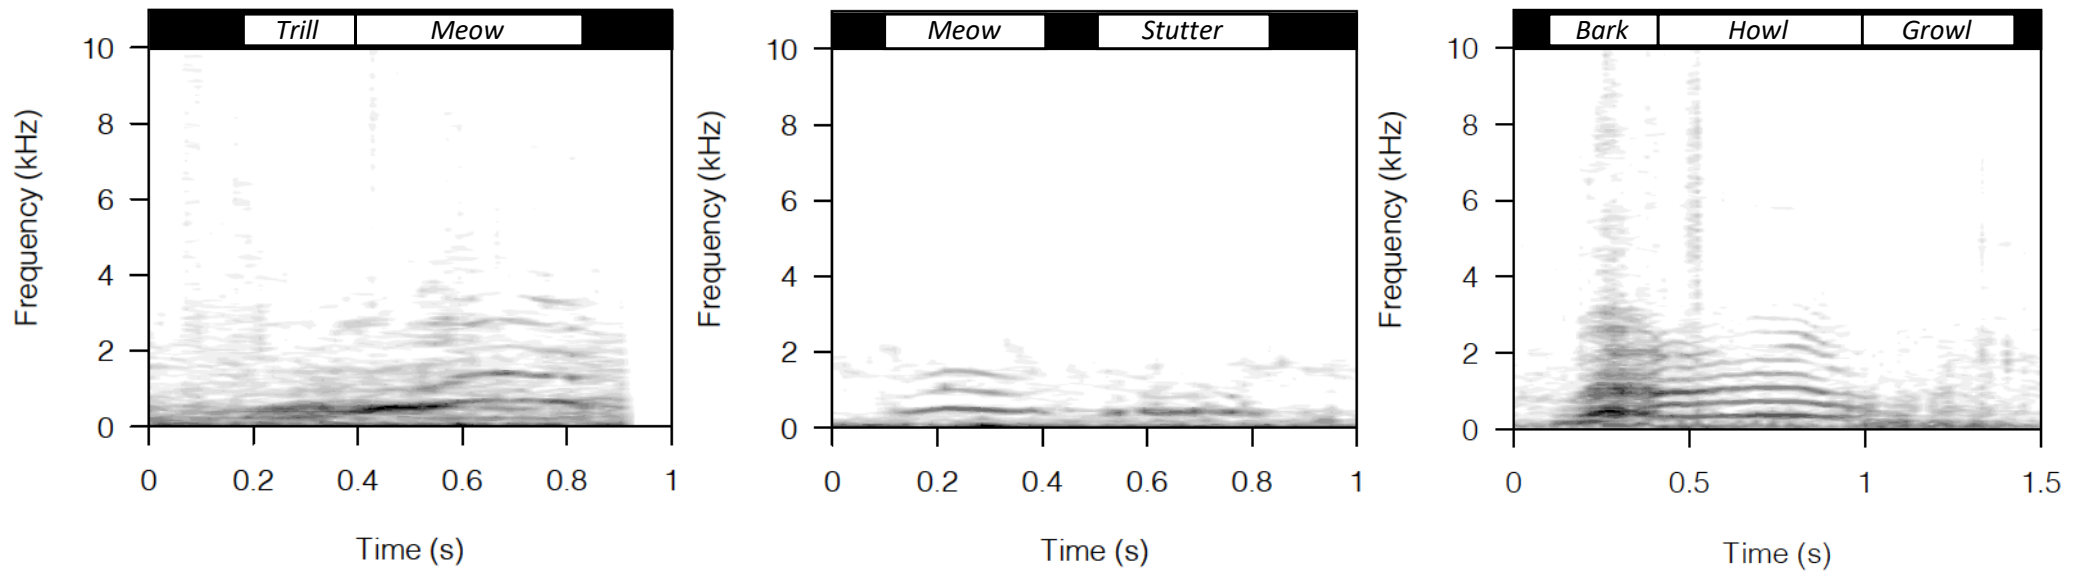 Trill Meow
10
8
6
4
2
0
Frequency (kHz)
0 0.2 0.4 0.6 0.8 1
Time (s)
Meow Stutter
10
8
6
4
2
0
Frequency (kHz)
0 0.2 0.4 0.6 0.8 1
Time (s)
Bark Howl Growl
10
8
6
4
2
0
Frequency (kHz)
0 0.5 1 1.5
Time (s)